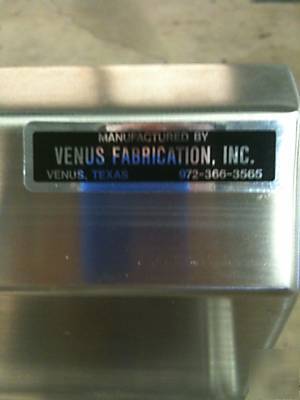 MANUFACTURED BY
VENUS FABRICATION, INC.
VENUS, TEXAS 972-366-3565